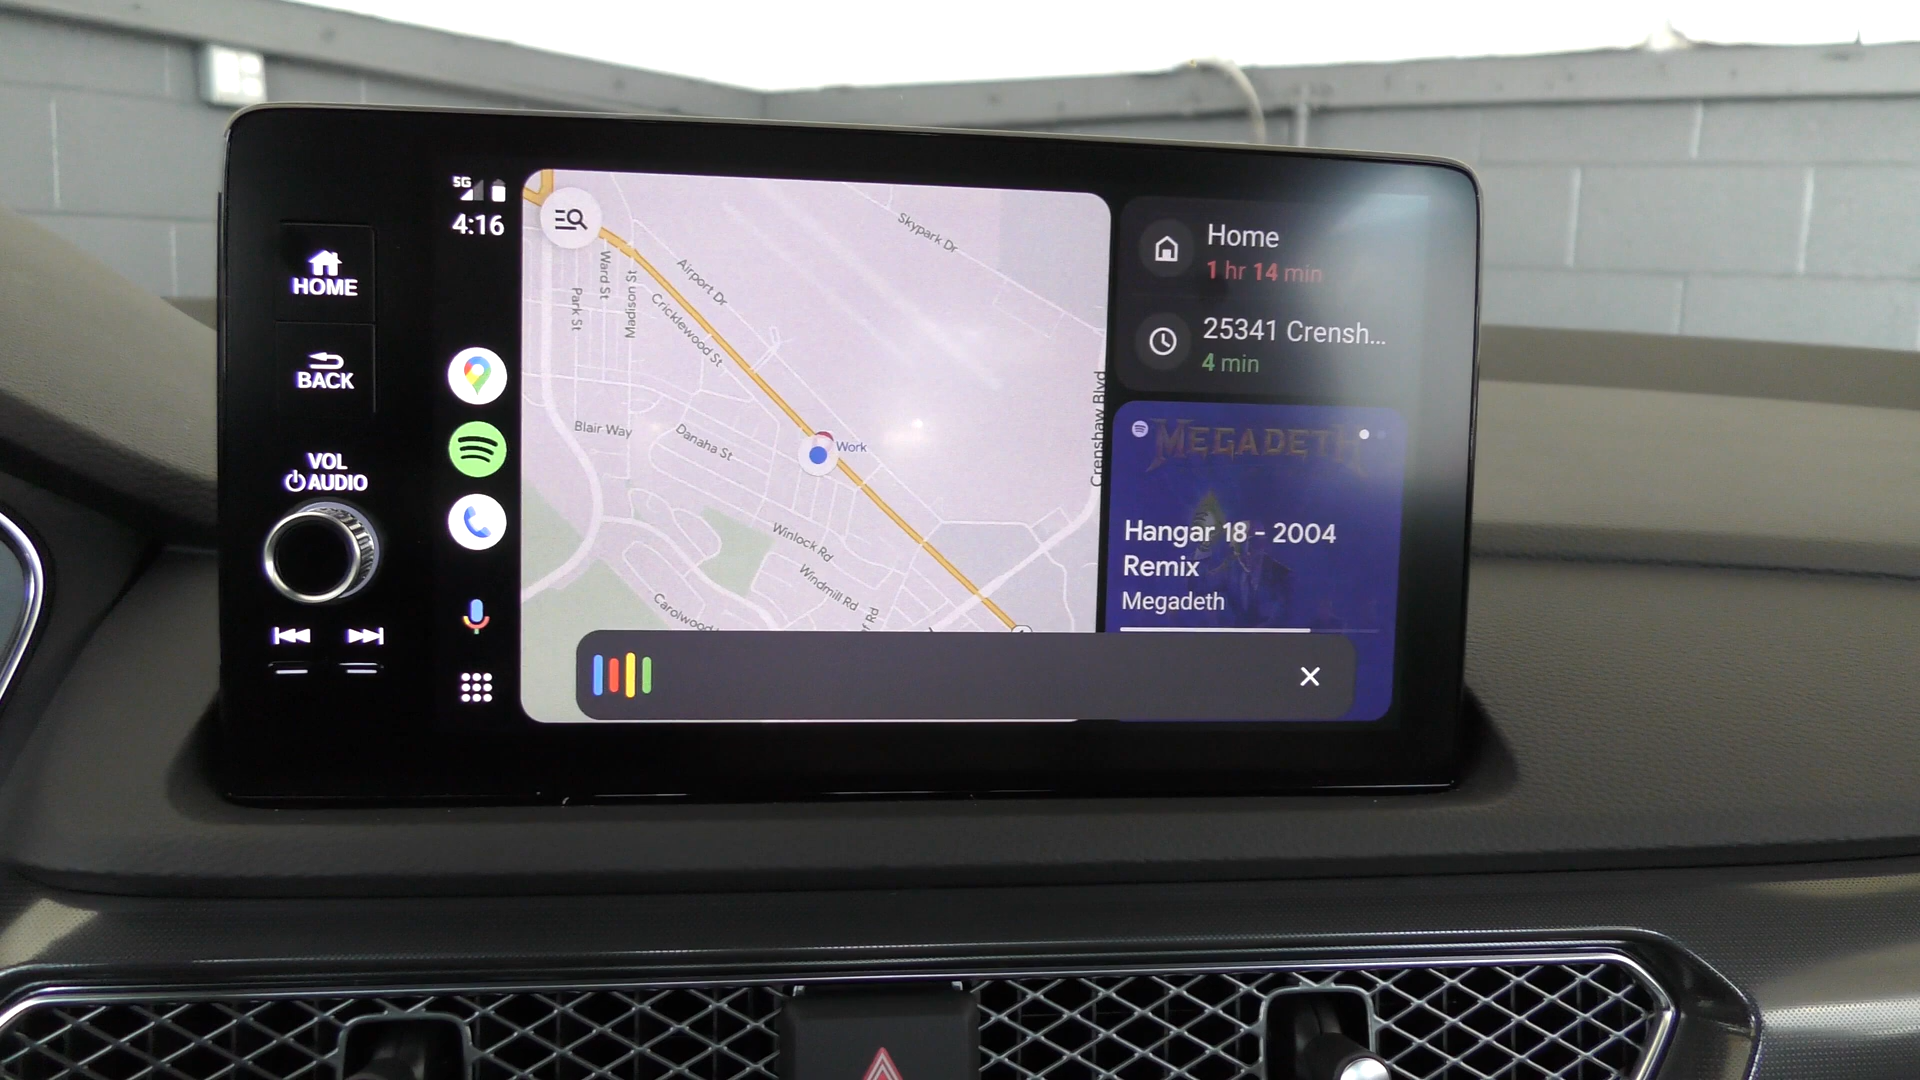 HOME
BACK
VOL
AUDIO
5G
4:16
Skypark Dr
Airport Dr
Ward St
Madison St
Park St
Cricklewood St
Blair Way
Danaha St
Work
Crenshaw Blvd
Winlock Rd
Windmill Rd
Carolwood
Rd
Home
1 hr 14 min
25341 Crensh...
4 min
MEGADETH
Hangar 18 - 2004
Remix
Megadeth